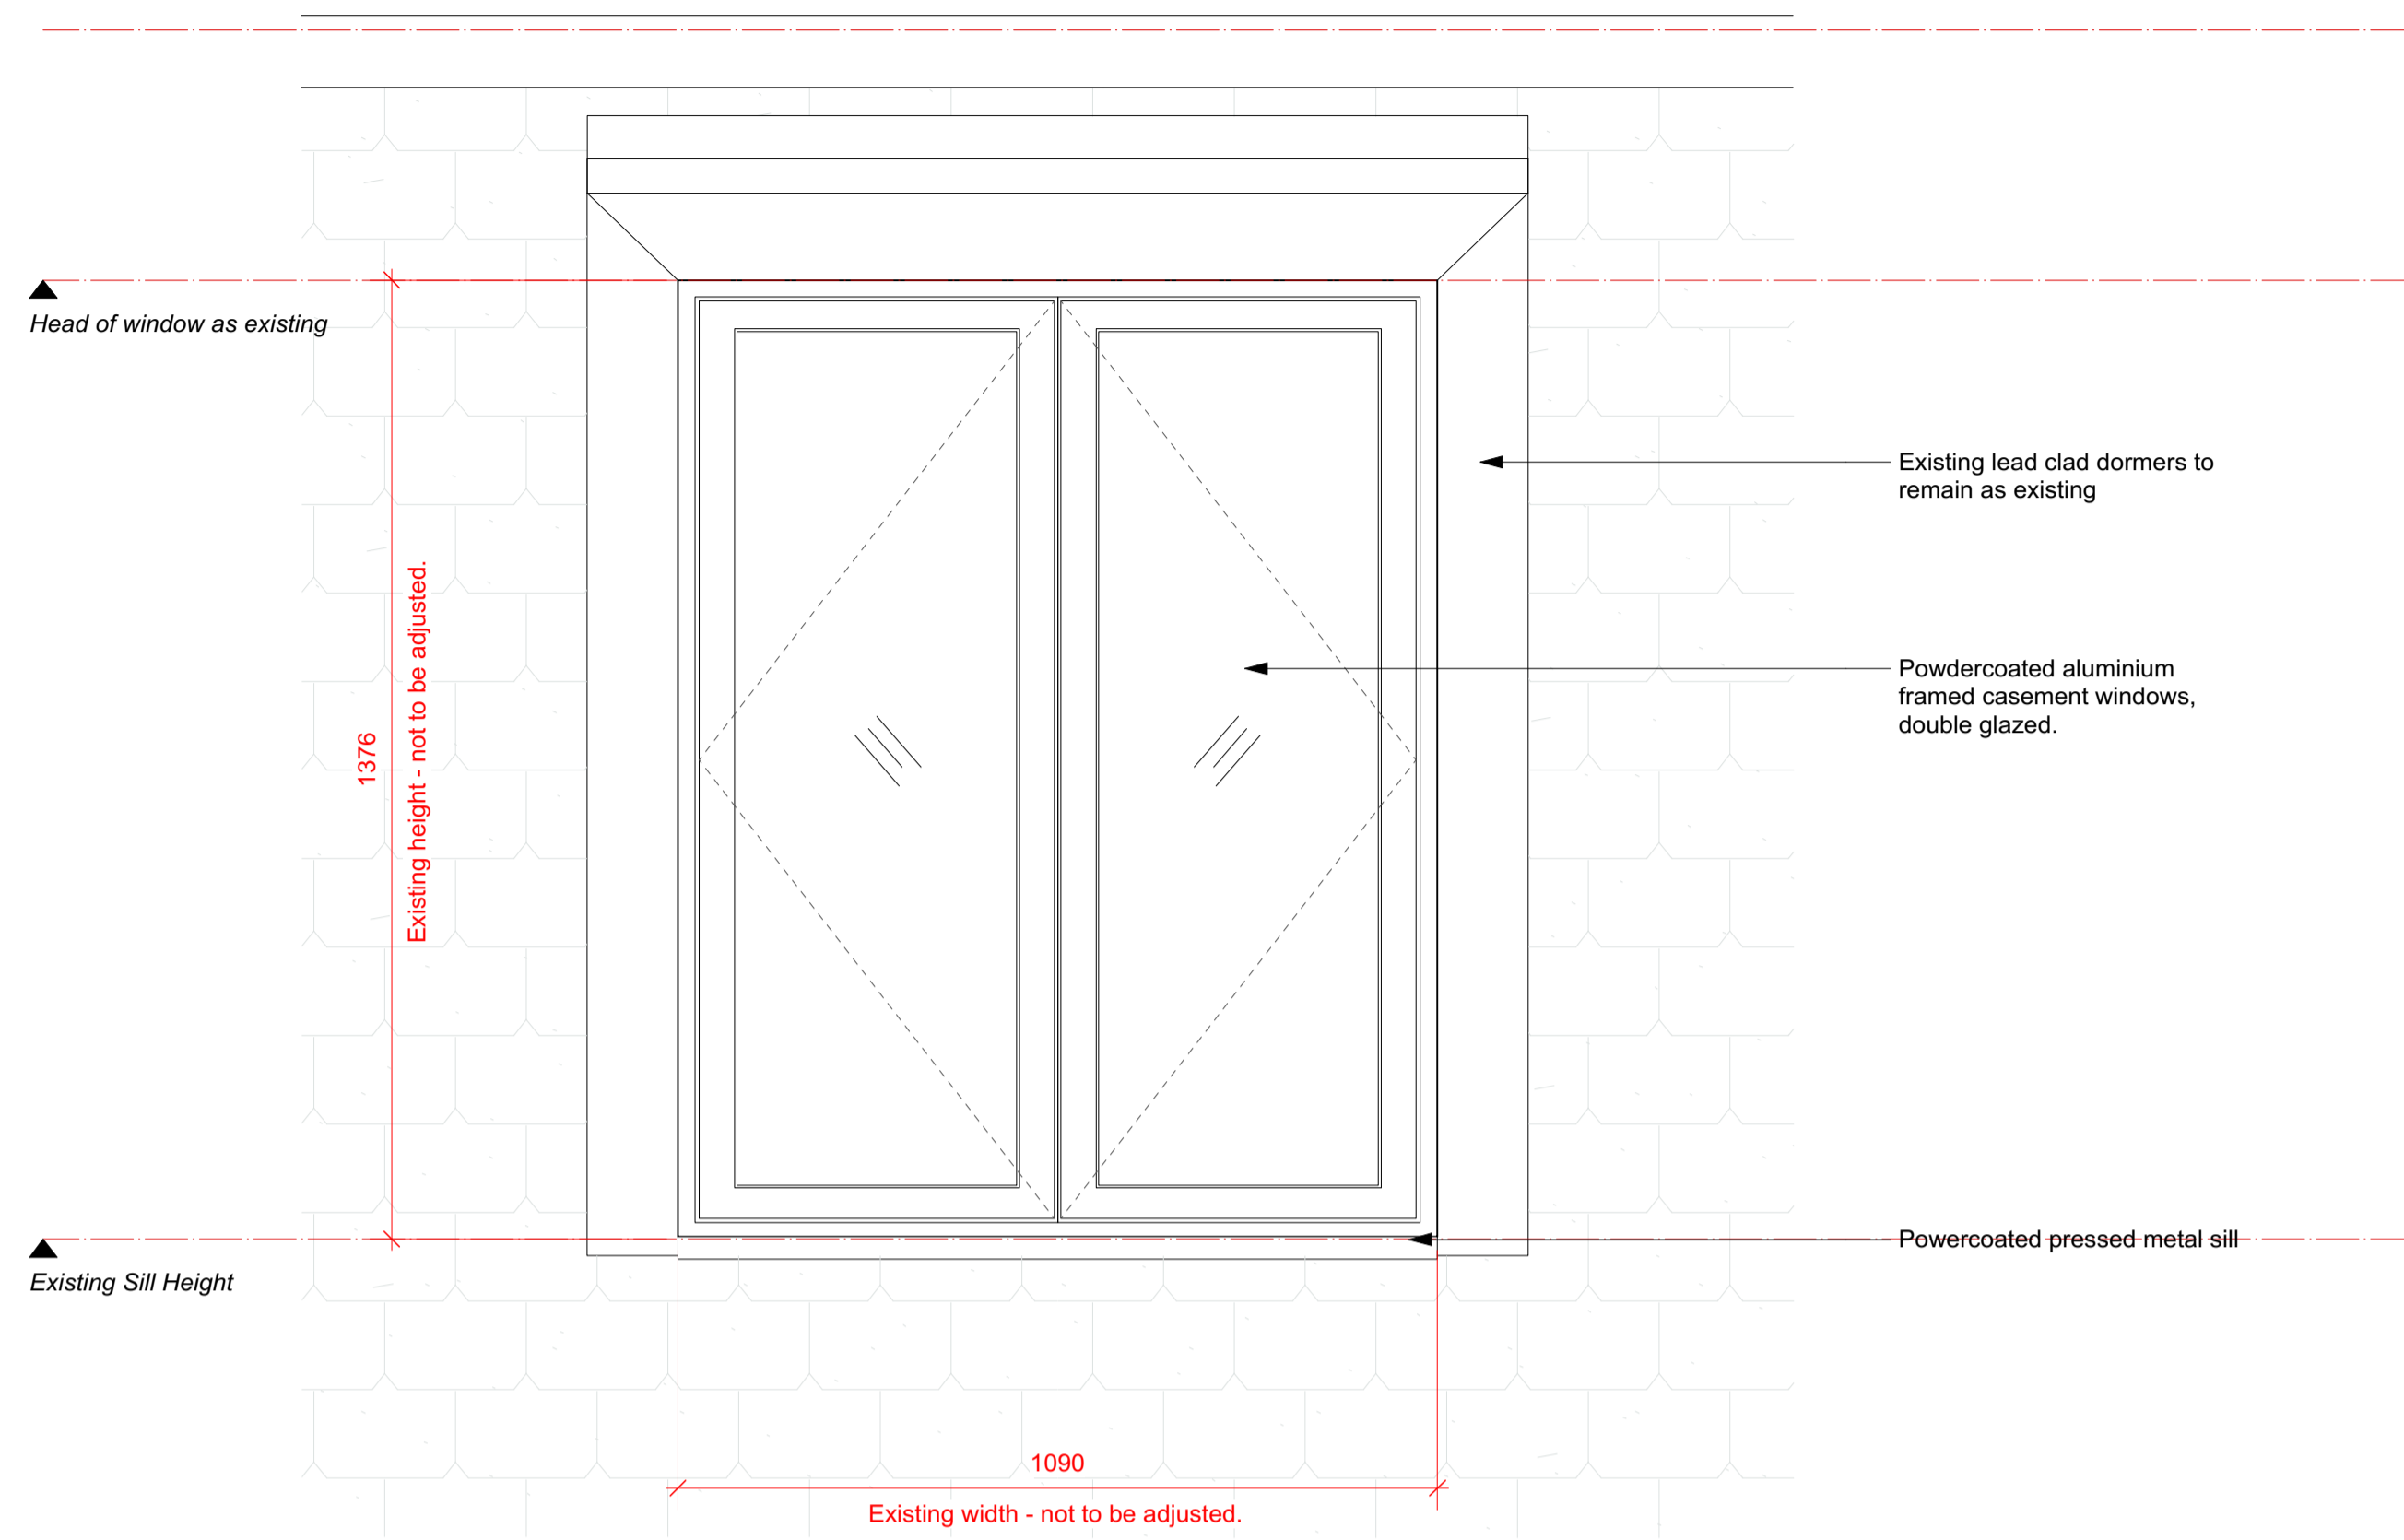 Head of window as existing
Existing lead clad dormers to
remain as existing
1376
Existing height - not to be adjusted.
Powdercoated aluminium
framed casement windows,
double glazed.
Powercoated pressed metal sill
Existing Sill Height
1090
Existing width - not to be adjusted.